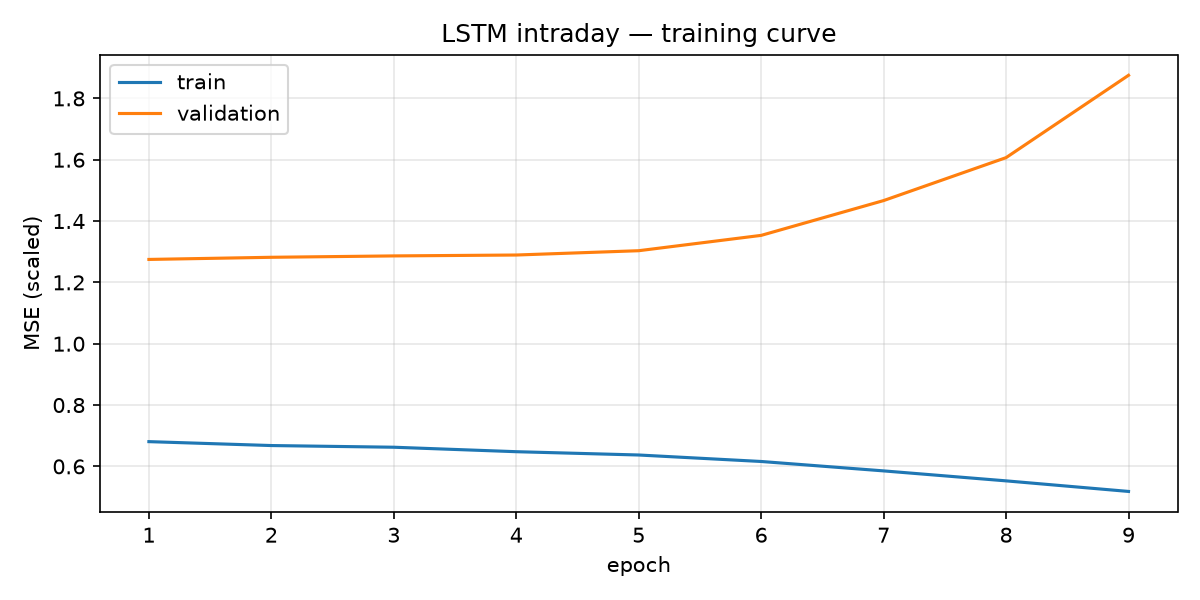 LSTM intraday — training curve
train
validation
MSE (scaled)
1.8
1.6
1.4
1.2
1.0
0.8
0.6
1 2 3 4 5 6 7 8 9
epoch